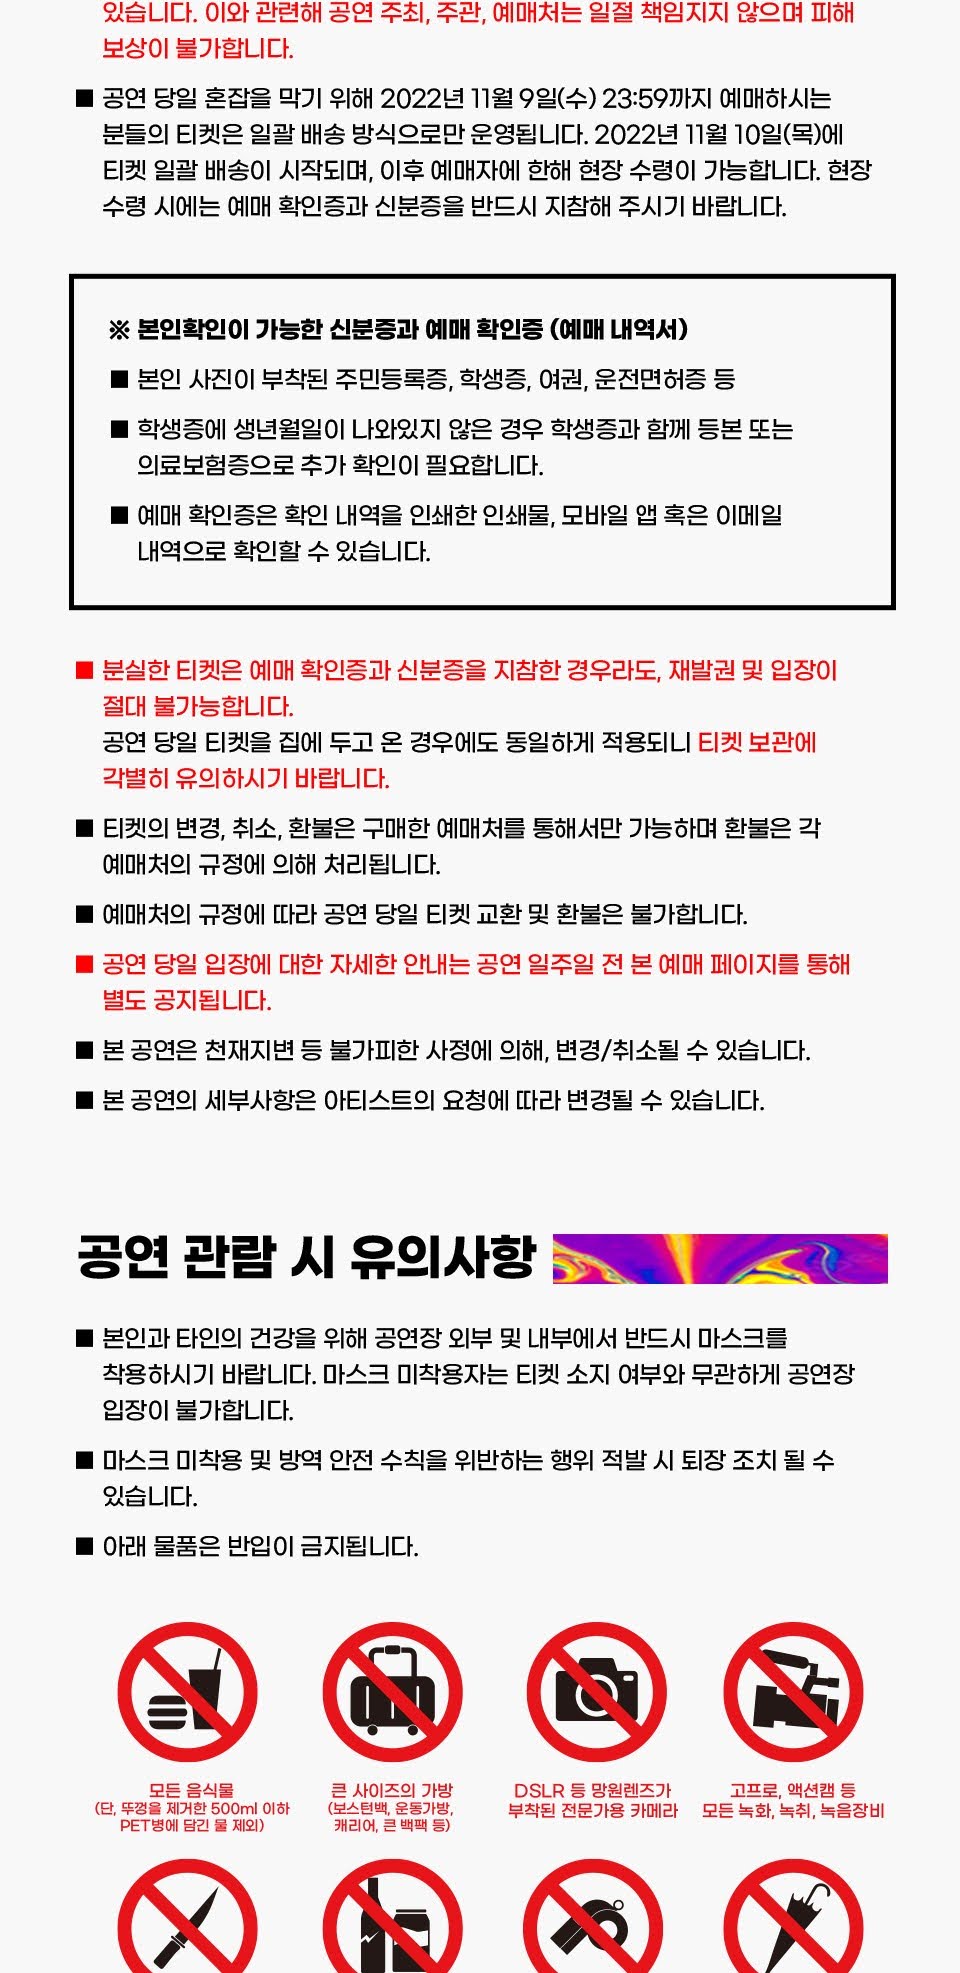 있습니다. 이와 관련해 공연 주최, 주관, 예매처는 일절 책임지지 않으며 피해
보상이 불가합니다.
■ 공연 당일 혼잡을 막기 위해 2022년 11월 9일(수) 23:59까지 예매하시는
분들의 티켓은 일괄 배송 방식으로만 운영됩니다. 2022년 11월 10일(목)에
티켓 일괄 배송이 시작되며, 이후 예매자에 한해 현장 수령이 가능합니다. 현장
수령 시에는 예매 확인증과 신분증을 반드시 지참해 주시기 바랍니다.
※ 본인확인이 가능한 신분증과 예매 확인증 (예매 내역서)
■ 본인 사진이 부착된 주민등록증, 학생증, 여권, 운전면허증 등
■ 학생증에 생년월일이 나와있지 않은 경우 학생증과 함께 등본 또는
의료보험증으로 추가 확인이 필요합니다.
■ 예매 확인증은 확인 내역을 인쇄한 인쇄물, 모바일 앱 혹은 이메일
내역으로 확인할 수 있습니다.
■ 분실한 티켓은 예매 확인증과 신분증을 지참한 경우라도, 재발권 및 입장이
절대 불가능합니다.
공연 당일 티켓을 집에 두고 온 경우에도 동일하게 적용되니 티켓 보관에
각별히 유의하시기 바랍니다.
■ 티켓의 변경, 취소, 환불은 구매한 예매처를 통해서만 가능하며 환불은 각
예매처의 규정에 의해 처리됩니다.
■ 예매처의 규정에 따라 공연 당일 티켓 교환 및 환불은 불가합니다.
■ 공연 당일 입장에 대한 자세한 안내는 공연 일주일 전 본 예매 페이지를 통해
별도 공지됩니다.
■ 본 공연은 천재지변 등 불가피한 사정에 의해, 변경/취소될 수 있습니다.
■ 본 공연의 세부사항은 아티스트의 요청에 따라 변경될 수 있습니다.
공연 관람 시 유의사항
■ 본인과 타인의 건강을 위해 공연장 외부 및 내부에서 반드시 마스크를
착용하시기 바랍니다. 마스크 미착용자는 티켓 소지 여부와 무관하게 공연장
입장이 불가합니다.
■ 마스크 미착용 및 방역 안전 수칙을 위반하는 행위 적발 시 퇴장 조치 될 수
있습니다.
■ 아래 물품은 반입이 금지됩니다.
모든 음식물
(단, 뚜껑을 제거한 500ml 이하
PET병에 담긴 물 제외)
큰 사이즈의 가방
(보스턴백, 운동가방,
캐리어, 큰 백팩 등)
DSLR 등 망원렌즈가
부착된 전문가용 카메라
고프로, 액션캠 등
모든 녹화, 녹취, 녹음장비